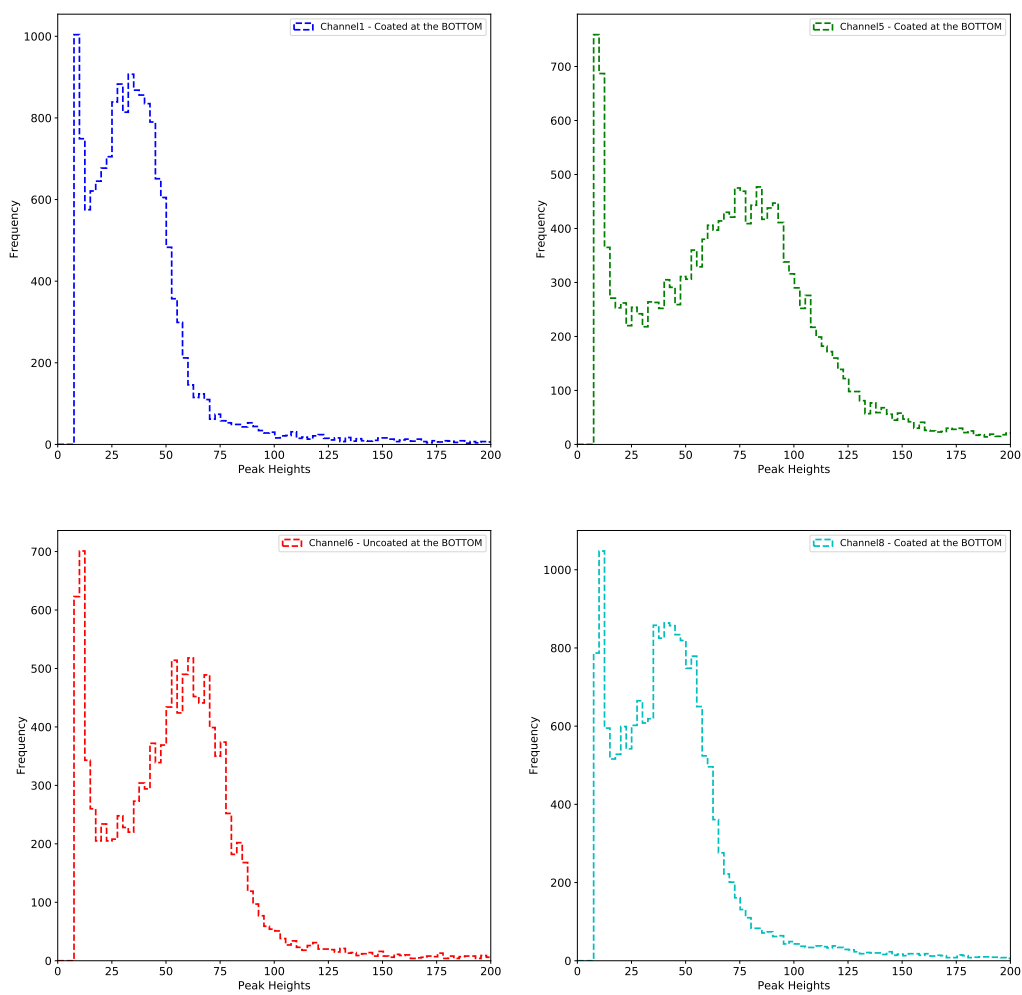 Channel1 - Coated at the BOTTOM
1000
800
600
400
200
0
Frequency
0 25 50 75 100 125 150 175 200
Peak Heights
Channel5 - Coated at the BOTTOM
700
600
500
400
300
200
100
0
Frequency
0 25 50 75 100 125 150 175 200
Peak Heights
Channel6 - Uncoated at the BOTTOM
700
600
500
400
300
200
100
0
Frequency
0 25 50 75 100 125 150 175 200
Peak Heights
Channel8 - Coated at the BOTTOM
1000
800
600
400
200
0
Frequency
0 25 50 75 100 125 150 175 200
Peak Heights